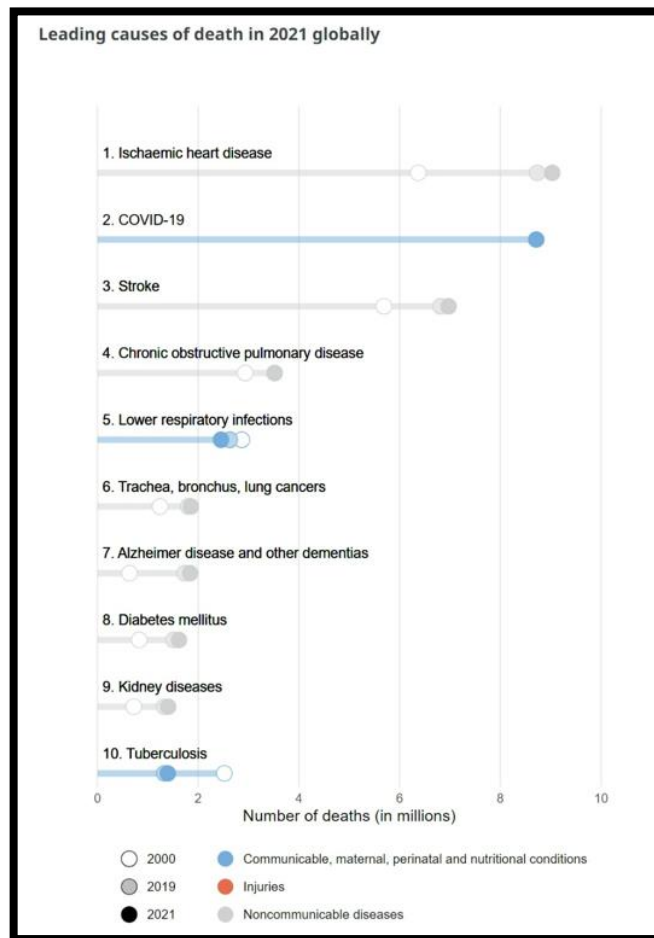 Leading causes of death in 2021 globally
1. Ischaemic heart disease
2. COVID-19
3. Stroke
4. Chronic obstructive pulmonary disease
5. Lower respiratory infections
6. Trachea, bronchus, lung cancers
7. Alzheimer disease and other dementias
8. Diabetes mellitus
9. Kidney diseases
10. Tuberculosis
0 2 4 6 8 10
Number of deaths (in millions)
2000 Communicable, maternal, perinatal and nutritional conditions
2019 Injuries
2021 Noncommunicable diseases